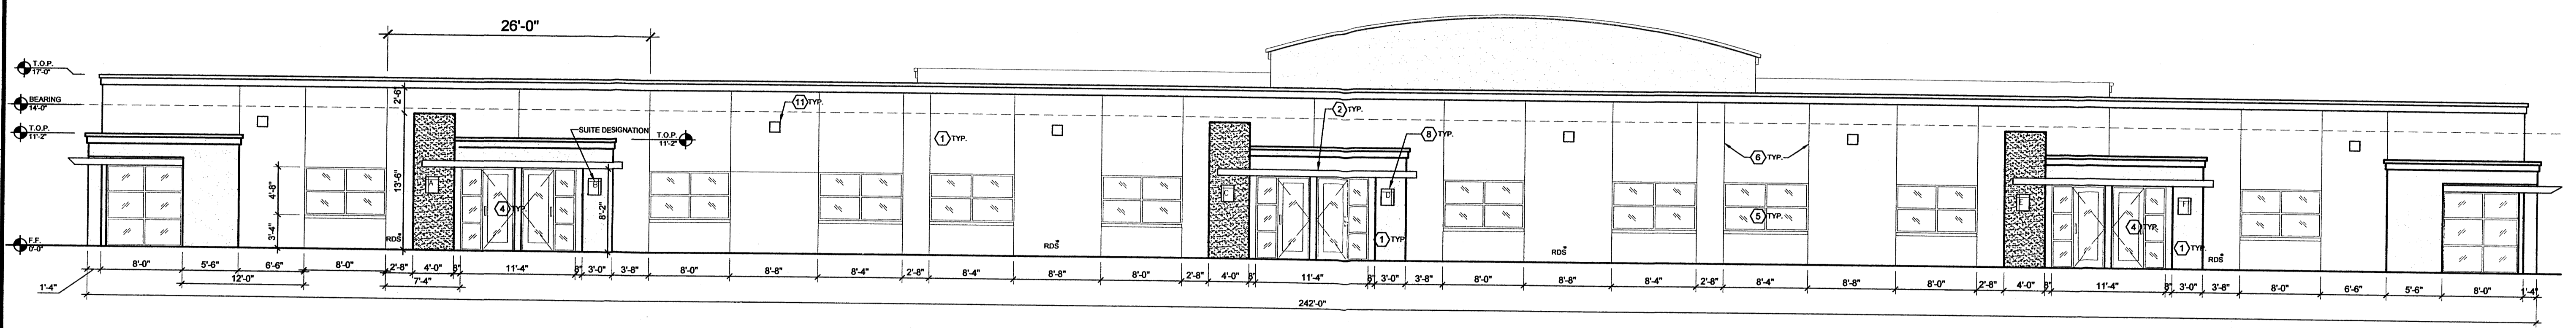 26'-0"
T.O.P.
17'-0"
BEARING
14'-0"
T.O.P.
11'-2"
F.F.
0'-0"
2'-6"
13'-6"
4'-8"
3'-4"
8'-2"
11 TYP.
SUITE DESIGNATION
T.O.P.
11'-2"
1 TYP.
2 TYP.
8 TYP.
6 TYP.
A
B
4 TYP.
5 TYP.
1 TYP
4 TYP.
1 TYP.
RDS
RDS
RDS
RDS
8'-0" 5'-6" 6'-6" 8'-0" 2'-8" 4'-0" 8" 11'-4" 8" 3'-0" 3'-8" 8'-0" 8'-8" 8'-4" 2'-8" 8'-4" 8'-8" 8'-0" 2'-8" 4'-0" 8" 11'-4" 8" 3'-0" 3'-8" 8'-0" 8'-8" 8'-4" 2'-8" 8'-4" 8'-8" 8'-0" 2'-8" 4'-0" 8" 11'-4" 8" 3'-0" 3'-8" 8'-0" 6'-6" 5'-6" 8'-0" 1'-4"
1'-4" 12'-0" 7'-4"
242'-0"